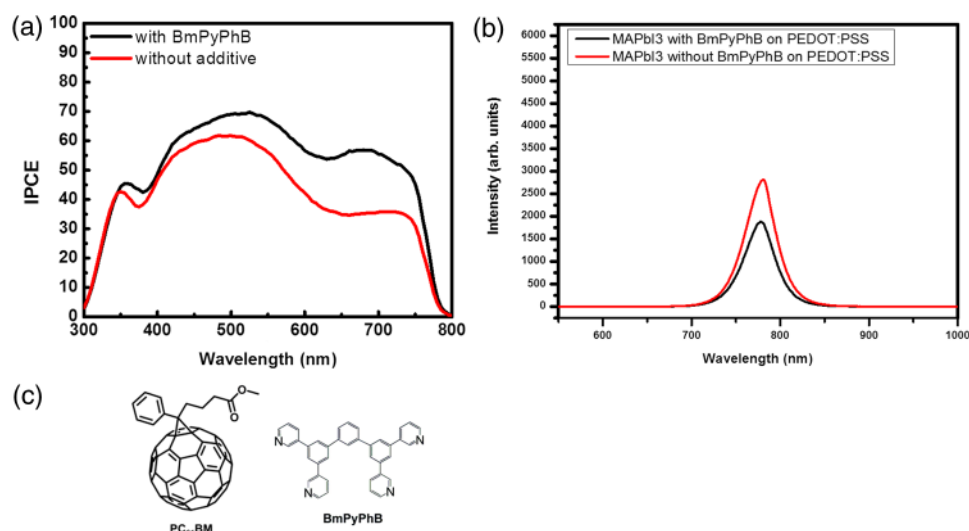 (a)
with BmPyPhB
without additive
IPCE
100
90
80
70
60
50
40
30
20
10
0
300 400 500 600 700 800
Wavelength (nm)
(b)
MAPbI3 with BmPyPhB on PEDOT:PSS
MAPbI3 without BmPyPhB on PEDOT:PSS
Intensity (arb. units)
6000
5500
5000
4500
4000
3500
3000
2500
2000
1500
1000
500
0
600 700 800 900 1000
Wavelength (nm)
(c)
O
O
N N
N N
BmPyPhB